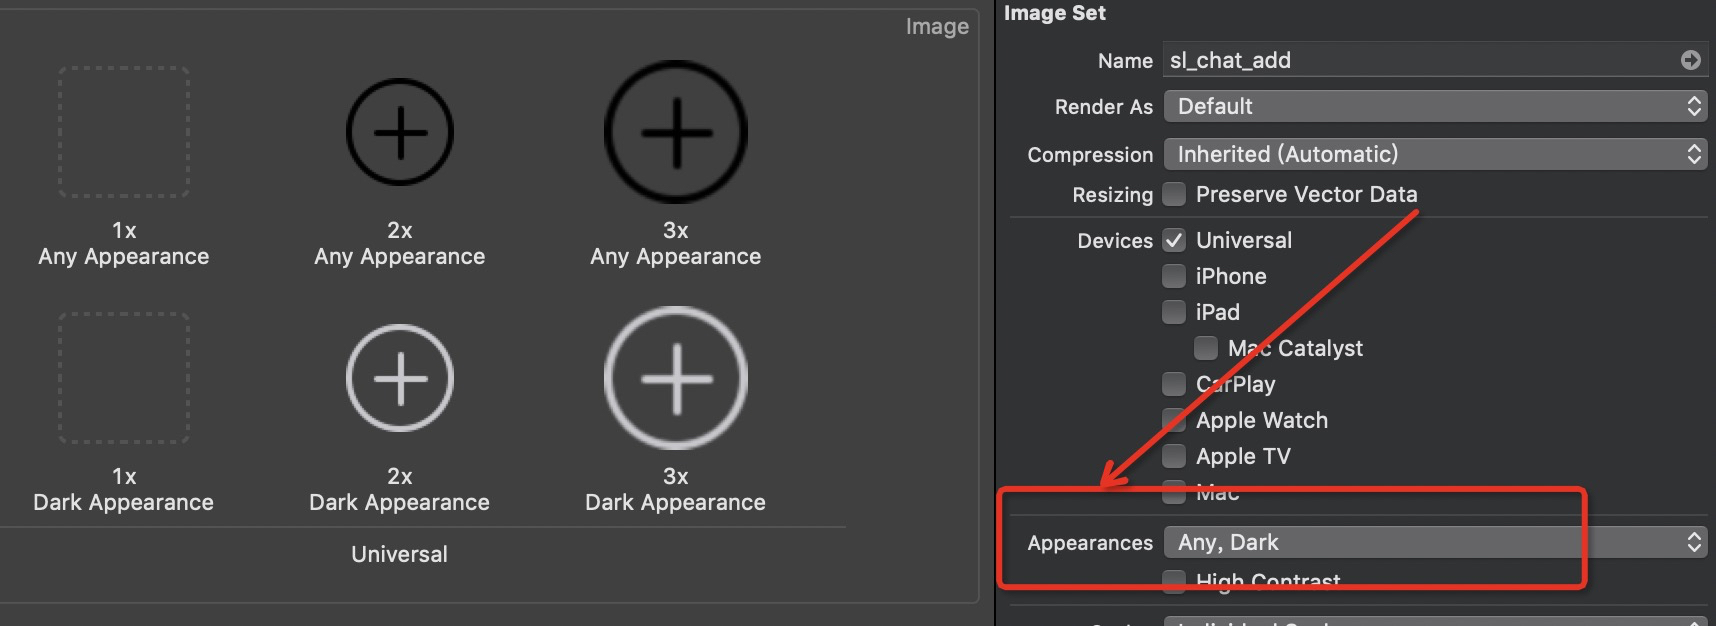 Image
1x
Any Appearance
2x
Any Appearance
3x
Any Appearance
1x
Dark Appearance
2x
Dark Appearance
3x
Dark Appearance
Universal
Image Set
Name sl_chat_add
Render As Default
Compression Inherited (Automatic)
Resizing Preserve Vector Data
Devices Universal
iPhone
iPad
Mac Catalyst
CarPlay
Apple Watch
Apple TV
Mac
Appearances Any, Dark
High Contrast